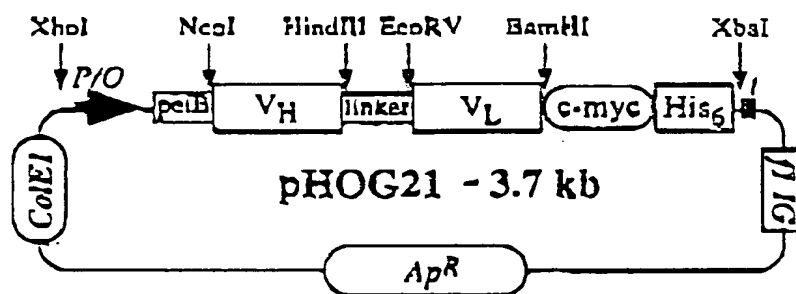 XhoI NcoI HindIII EcoRV BamHI XbaI
P/O
pelB VH linker VL c-myc His6 t
ColE1
pHOG21 - 3.7 kb
f1 IG
ApR